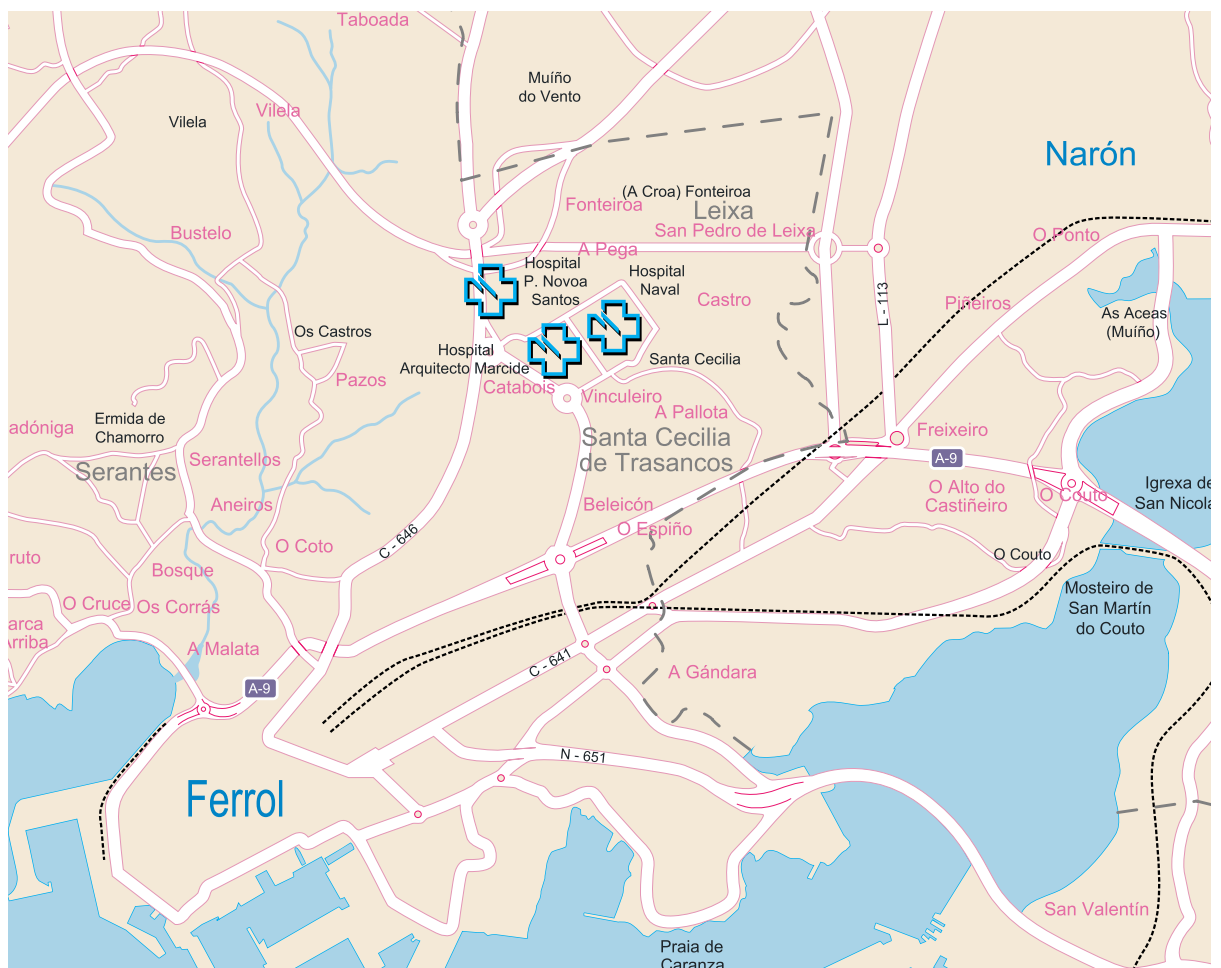 Taboada
Muíño
do Vento
Vilela
Vilela
Narón
(A Croa) Fonteiroa
Fonteiroa
Leixa
San Pedro de Leixa
Bustelo
O Ponto
A Pega
Hospital
P. Novoa
Santos
Hospital
Naval
Castro
L - 113
Piñeiros
As Aceas
(Muíño)
Os Castros
Hospital
Arquitecto Marcide
Santa Cecilia
Pazos
Catabois
Vinculeiro
A Pallota
Ermida de
Chamorro
adóniga
Freixeiro
Santa Cecilia
de Trasancos
A-9
Serantes
Serantellos
O Alto do
Castiñeiro
O Couto
Igrexa de
San Nicola
Aneiros
Beleicón
O Espiño
C - 646
O Coto
O Couto
ruto
Bosque
Mosteiro de
San Martín
do Couto
O Cruce
Os Corrás
arca
Arriba
A Malata
C - 641
A Gándara
A-9
N - 651
Ferrol
San Valentín
Praia de
Caranza